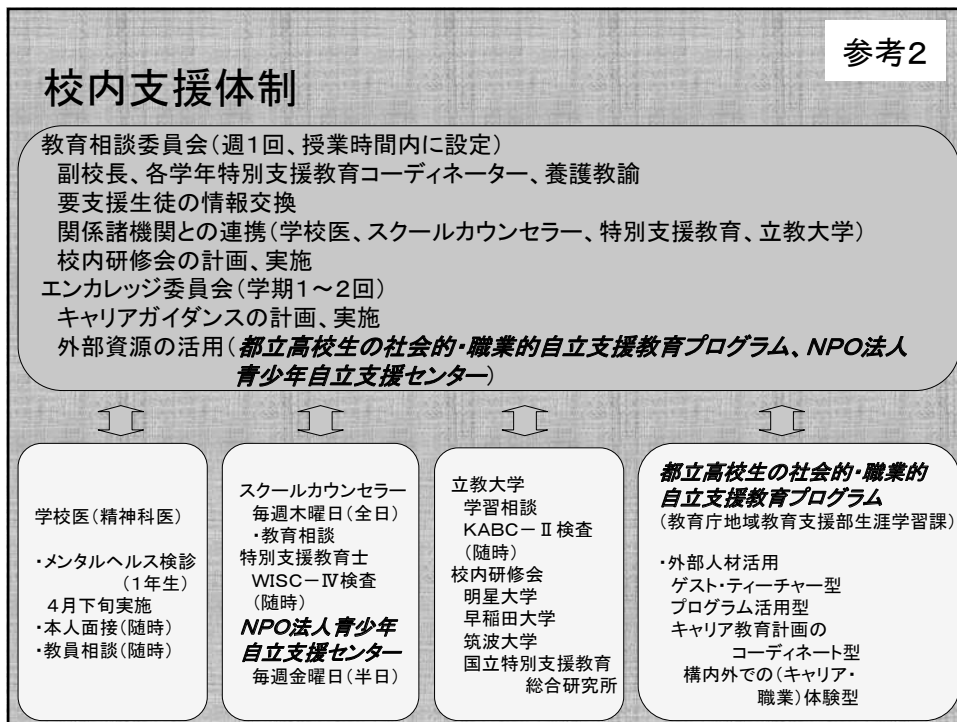 参考2
校内支援体制
教育相談委員会(週1回、授業時間内に設定)
副校長、各学年特別支援教育コーディネーター、養護教諭
要支援生徒の情報交換
関係諸機関との連携(学校医、スクールカウンセラー、特別支援教育、立教大学)
校内研修会の計画、実施
エンカレッジ委員会(学期1~2回)
キャリアガイダンスの計画、実施
外部資源の活用(都立高校生の社会的・職業的自立支援教育プログラム、NPO法人
青少年自立支援センター)
学校医(精神科医)
・メンタルヘルス検診
(1年生)
4月下旬実施
・本人面接(随時)
・教員相談(随時)
スクールカウンセラー
毎週木曜日(全日)
・教育相談
特別支援教育士
WISC-Ⅳ検査
(随時)
NPO法人青少年
自立支援センター
毎週金曜日(半日)
立教大学
学習相談
KABC-Ⅱ検査
(随時)
校内研修会
明星大学
早稲田大学
筑波大学
国立特別支援教育
総合研究所
都立高校生の社会的・職業的
自立支援教育プログラム
(教育庁地域教育支援部生涯学習課)
・外部人材活用
ゲスト・ティーチャー型
プログラム活用型
キャリア教育計画の
コーディネート型
構内外での(キャリア・
職業)体験型